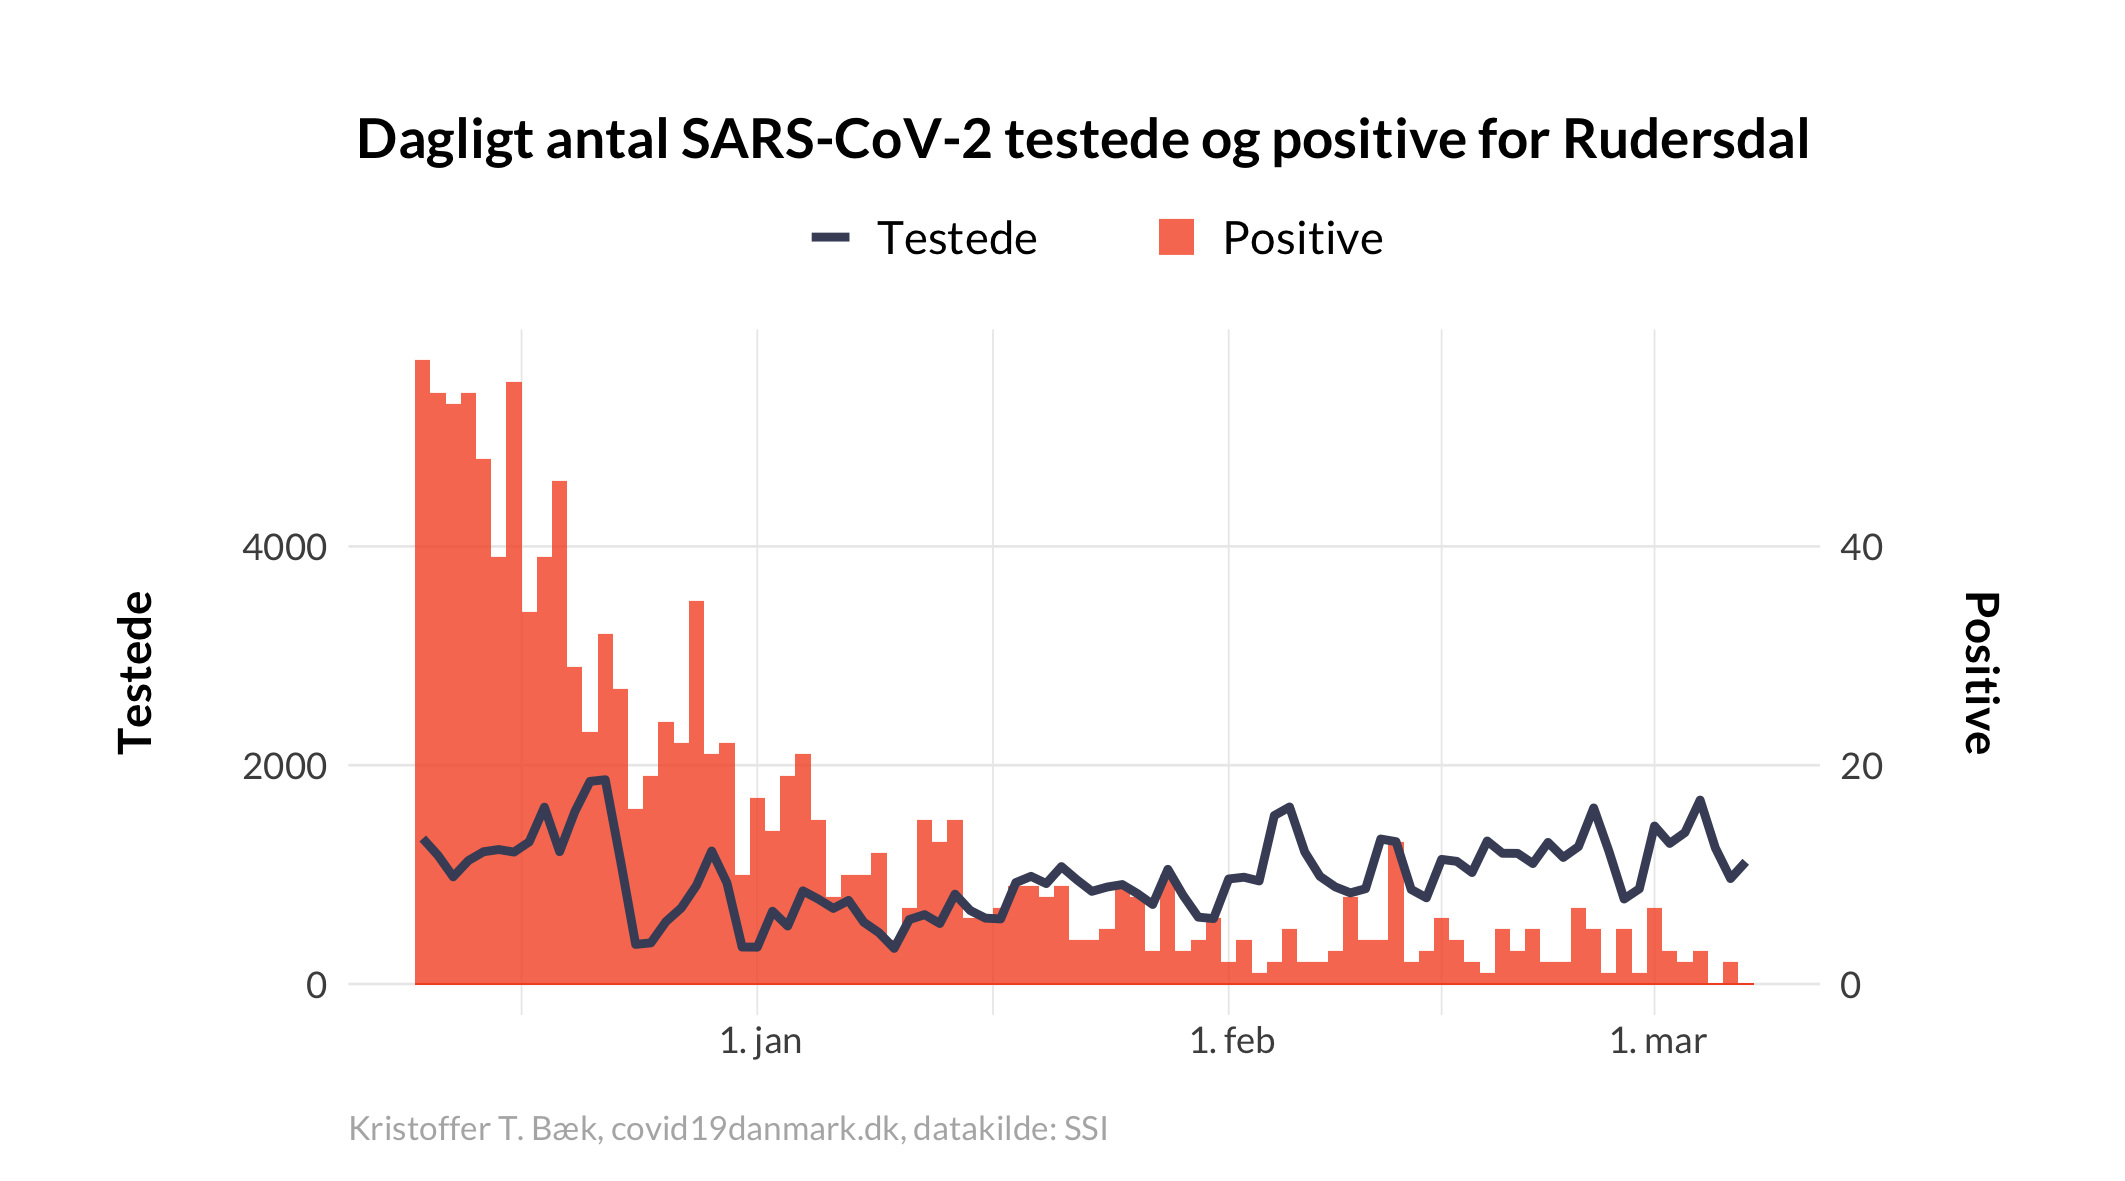 Dagligt antal SARS-CoV-2 testede og positive for Rudersdal
Testede Positive
4000 40
2000 20
0 0
Testede
Positive
1. jan 1. feb 1. mar
Kristoffer T. Bæk, covid19danmark.dk, datakilde: SSI